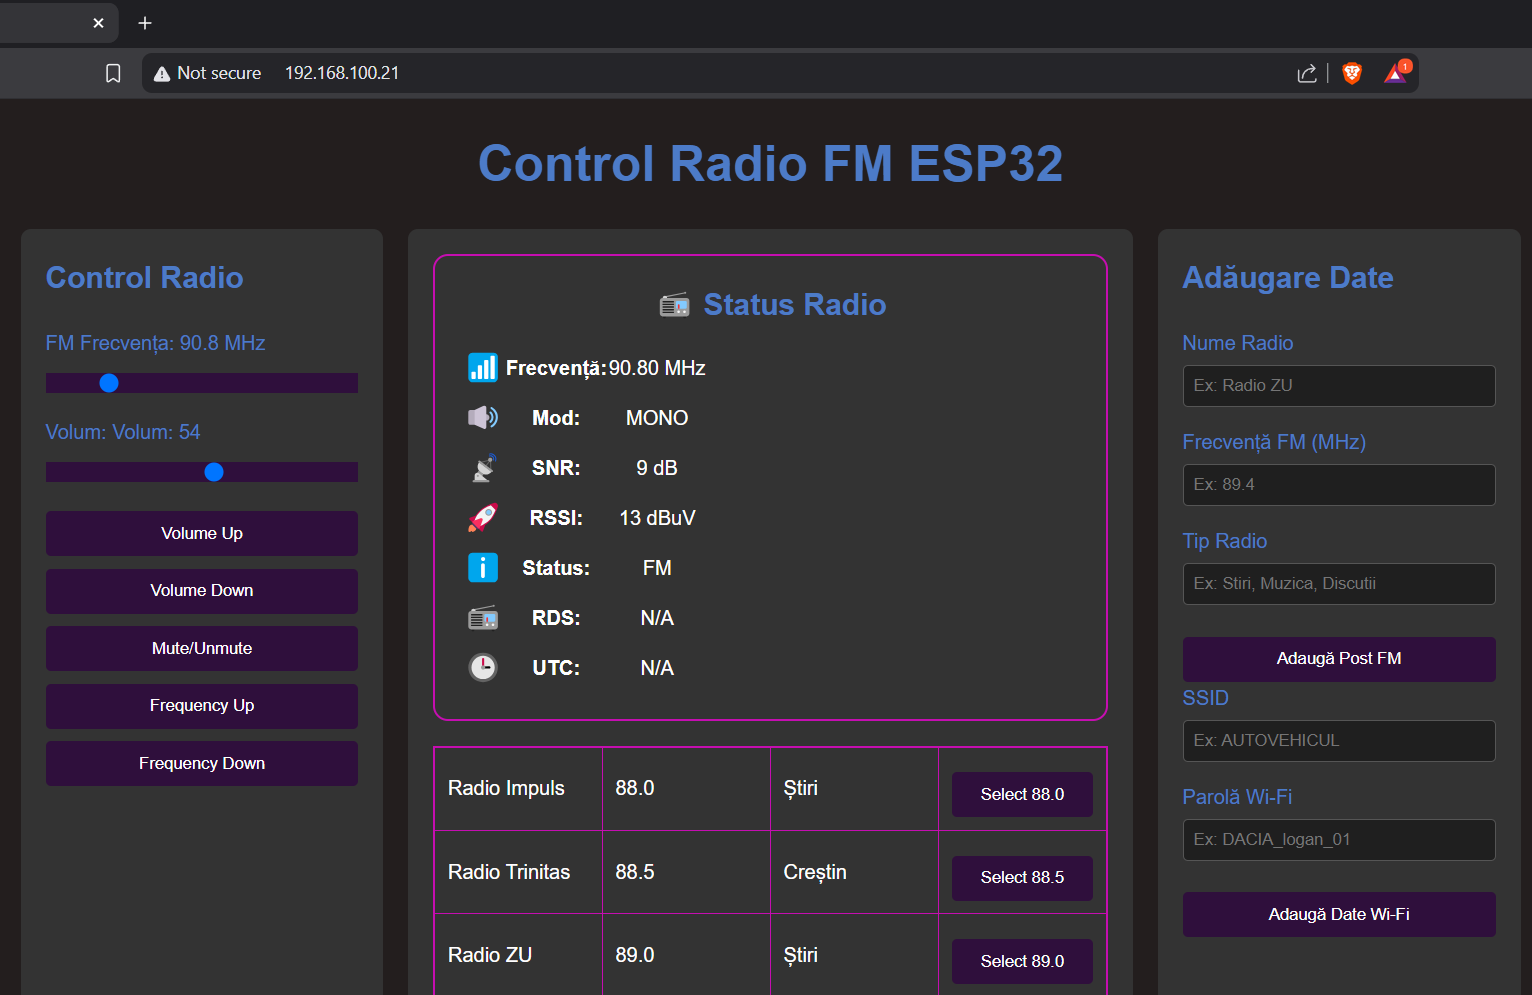 Not secure 192.168.100.21
1
Control Radio FM ESP32
Control Radio
FM Frecvența: 90.8 MHz
Volum: Volum: 54
Volume Up
Volume Down
Mute/Unmute
Frequency Up
Frequency Down
Status Radio
Frecvență: 90.80 MHz
Mod: MONO
SNR: 9 dB
RSSI: 13 dBuV
Status: FM
RDS: N/A
UTC: N/A
Radio Impuls 88.0 Știri Select 88.0
Radio Trinitas 88.5 Creștin Select 88.5
Radio ZU 89.0 Știri Select 89.0
Adăugare Date
Nume Radio
Ex: Radio ZU
Frecvență FM (MHz)
Ex: 89.4
Tip Radio
Ex: Stiri, Muzica, Discutii
Adaugă Post FM
SSID
Ex: AUTOVEHICUL
Parolă Wi-Fi
Ex: DACIA_logan_01
Adaugă Date Wi-Fi